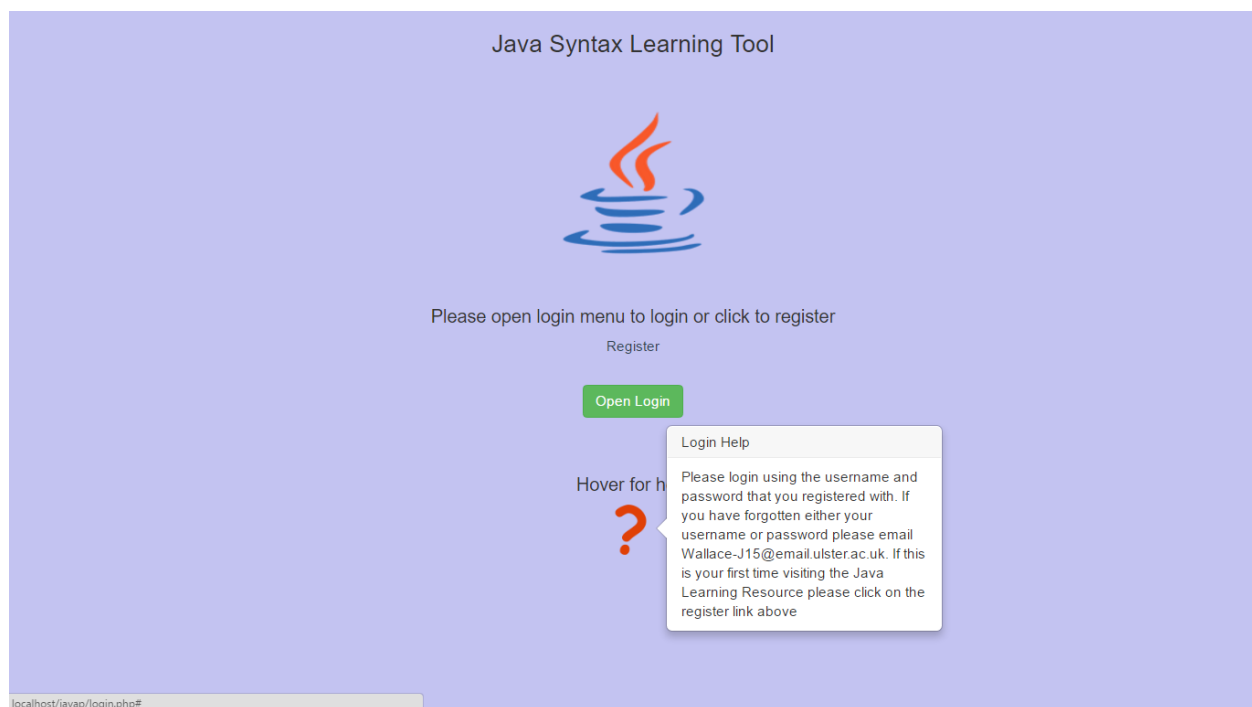 Java Syntax Learning Tool
Please open login menu to login or click to register
Register
Open Login
Login Help
Please login using the username and
password that you registered with. If
you have forgotten either your
username or password please email
Wallace-J15@email.ulster.ac.uk. If this
is your first time visiting the Java
Learning Resource please click on the
register link above
Hover for h
?
localhost/javap/login.php#